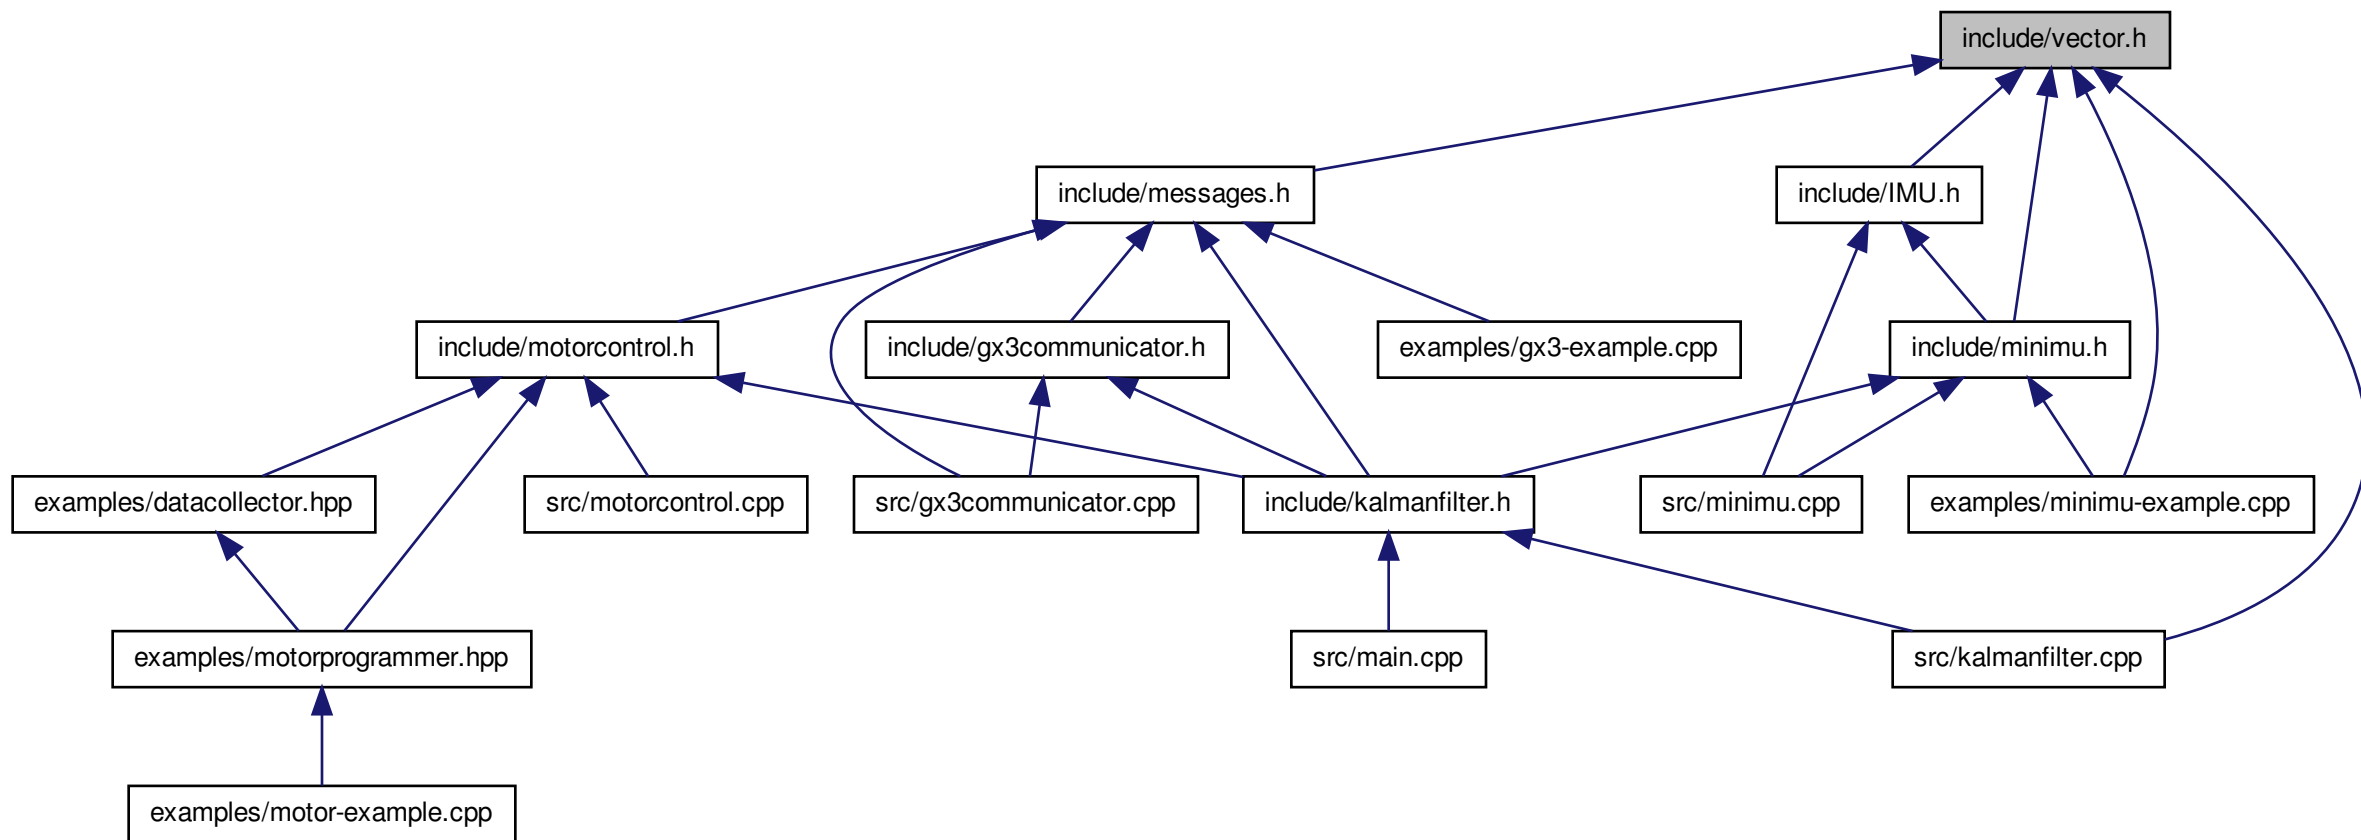 include/vector.h
include/messages.h
include/IMU.h
include/motorcontrol.h
include/gx3communicator.h
examples/gx3-example.cpp
include/minimu.h
examples/datacollector.hpp
src/motorcontrol.cpp
src/gx3communicator.cpp
include/kalmanfilter.h
src/minimu.cpp
examples/minimu-example.cpp
examples/motorprogrammer.hpp
src/main.cpp
src/kalmanfilter.cpp
examples/motor-example.cpp